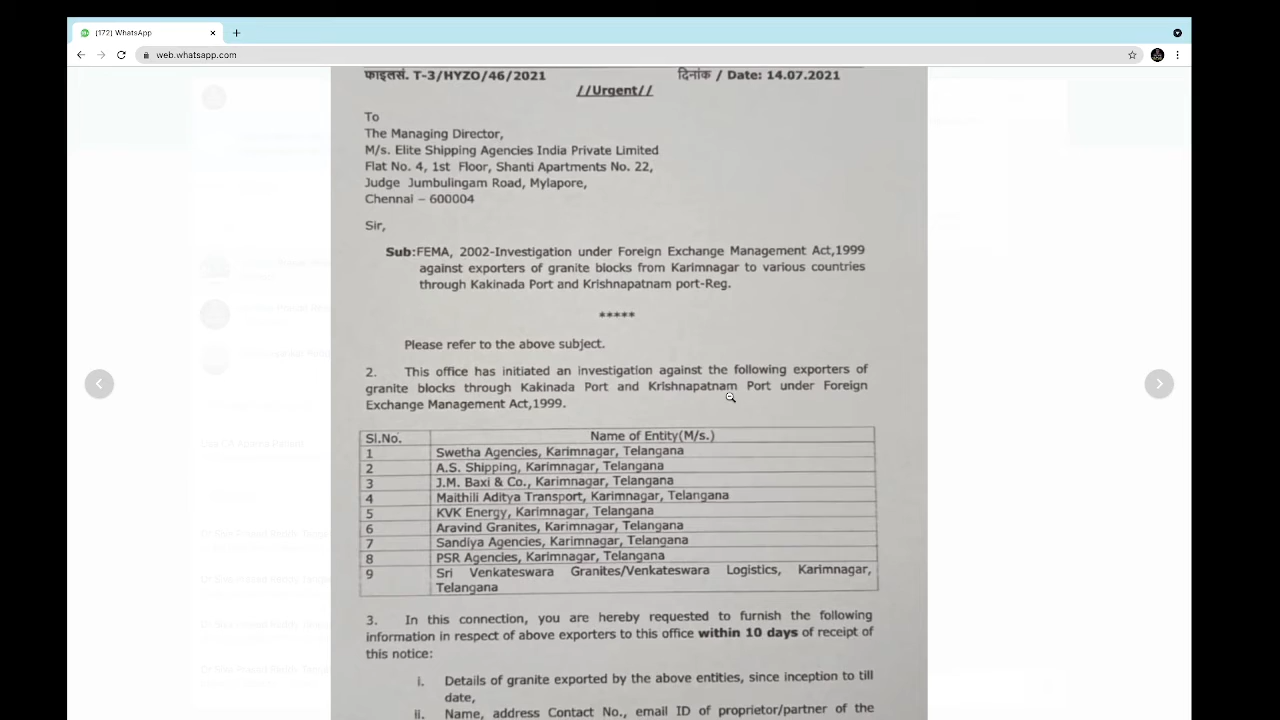 (172) WhatsApp
web.whatsapp.com
फाइलसं. T-3/HYZO/46/2021 दिनांक / Date: 14.07.2021
//Urgent//
To
The Managing Director,
M/s. Elite Shipping Agencies India Private Limited
Flat No. 4, 1st Floor, Shanti Apartments No. 22,
Judge Jumbulingam Road, Mylapore,
Chennai – 600004
Sir,
Sub:FEMA, 2002-Investigation under Foreign Exchange Management Act,1999
against exporters of granite blocks from Karimnagar to various countries
through Kakinada Port and Krishnapatnam port-Reg.
*****
Please refer to the above subject.
2. This office has initiated an investigation against the following exporters of
granite blocks through Kakinada Port and Krishnapatnam Port under Foreign
Exchange Management Act,1999.
Sl.No. Name of Entity(M/s.)
1 Swetha Agencies, Karimnagar, Telangana
2 A.S. Shipping, Karimnagar, Telangana
3 J.M. Baxi & Co., Karimnagar, Telangana
4 Maithili Aditya Transport, Karimnagar, Telangana
5 KVK Energy, Karimnagar, Telangana
6 Aravind Granites, Karimnagar, Telangana
7 Sandiya Agencies, Karimnagar, Telangana
8 PSR Agencies, Karimnagar, Telangana
9 Sri Venkateswara Granites/Venkateswara Logistics, Karimnagar,
Telangana
3. In this connection, you are hereby requested to furnish the following
information in respect of above exporters to this office within 10 days of receipt of
this notice:
i. Details of granite exported by the above entities, since inception to till
date,
ii. Name, address Contact No., email ID of proprietor/partner of the